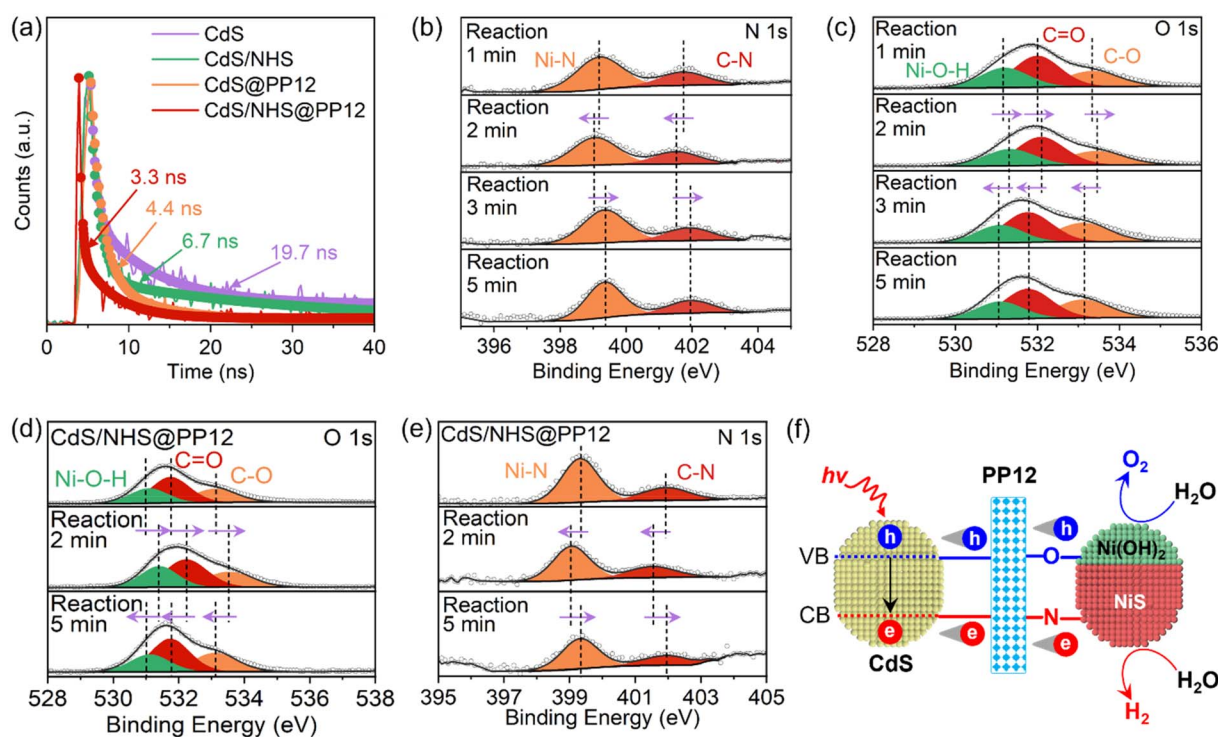 (a)
CdS
CdS/NHS
CdS@PP12
CdS/NHS@PP12
Counts (a.u.)
3.3 ns
4.4 ns
6.7 ns
19.7 ns
0 10 20 30 40
Time (ns)
(b)
Reaction
1 min
N 1s
Ni-N
C-N
Reaction
2 min
Reaction
3 min
Reaction
5 min
396 398 400 402 404
Binding Energy (eV)
(c)
Reaction
1 min
O 1s
C=O
Ni-O-H
C-O
Reaction
2 min
Reaction
3 min
Reaction
5 min
528 530 532 534 536
Binding Energy (eV)
(d)
CdS/NHS@PP12
O 1s
C=O
Ni-O-H
C-O
Reaction
2 min
Reaction
5 min
528 530 532 534 536 538
Binding Energy (eV)
(e)
CdS/NHS@PP12
N 1s
Ni-N
C-N
Reaction
2 min
Reaction
5 min
395 397 399 401 403 405
Binding Energy (eV)
(f)
O2
hv
PP12
H2O
h
h
h
Ni(OH)2
VB
O
NiS
CB
N
e
e
e
CdS
H2O
H2